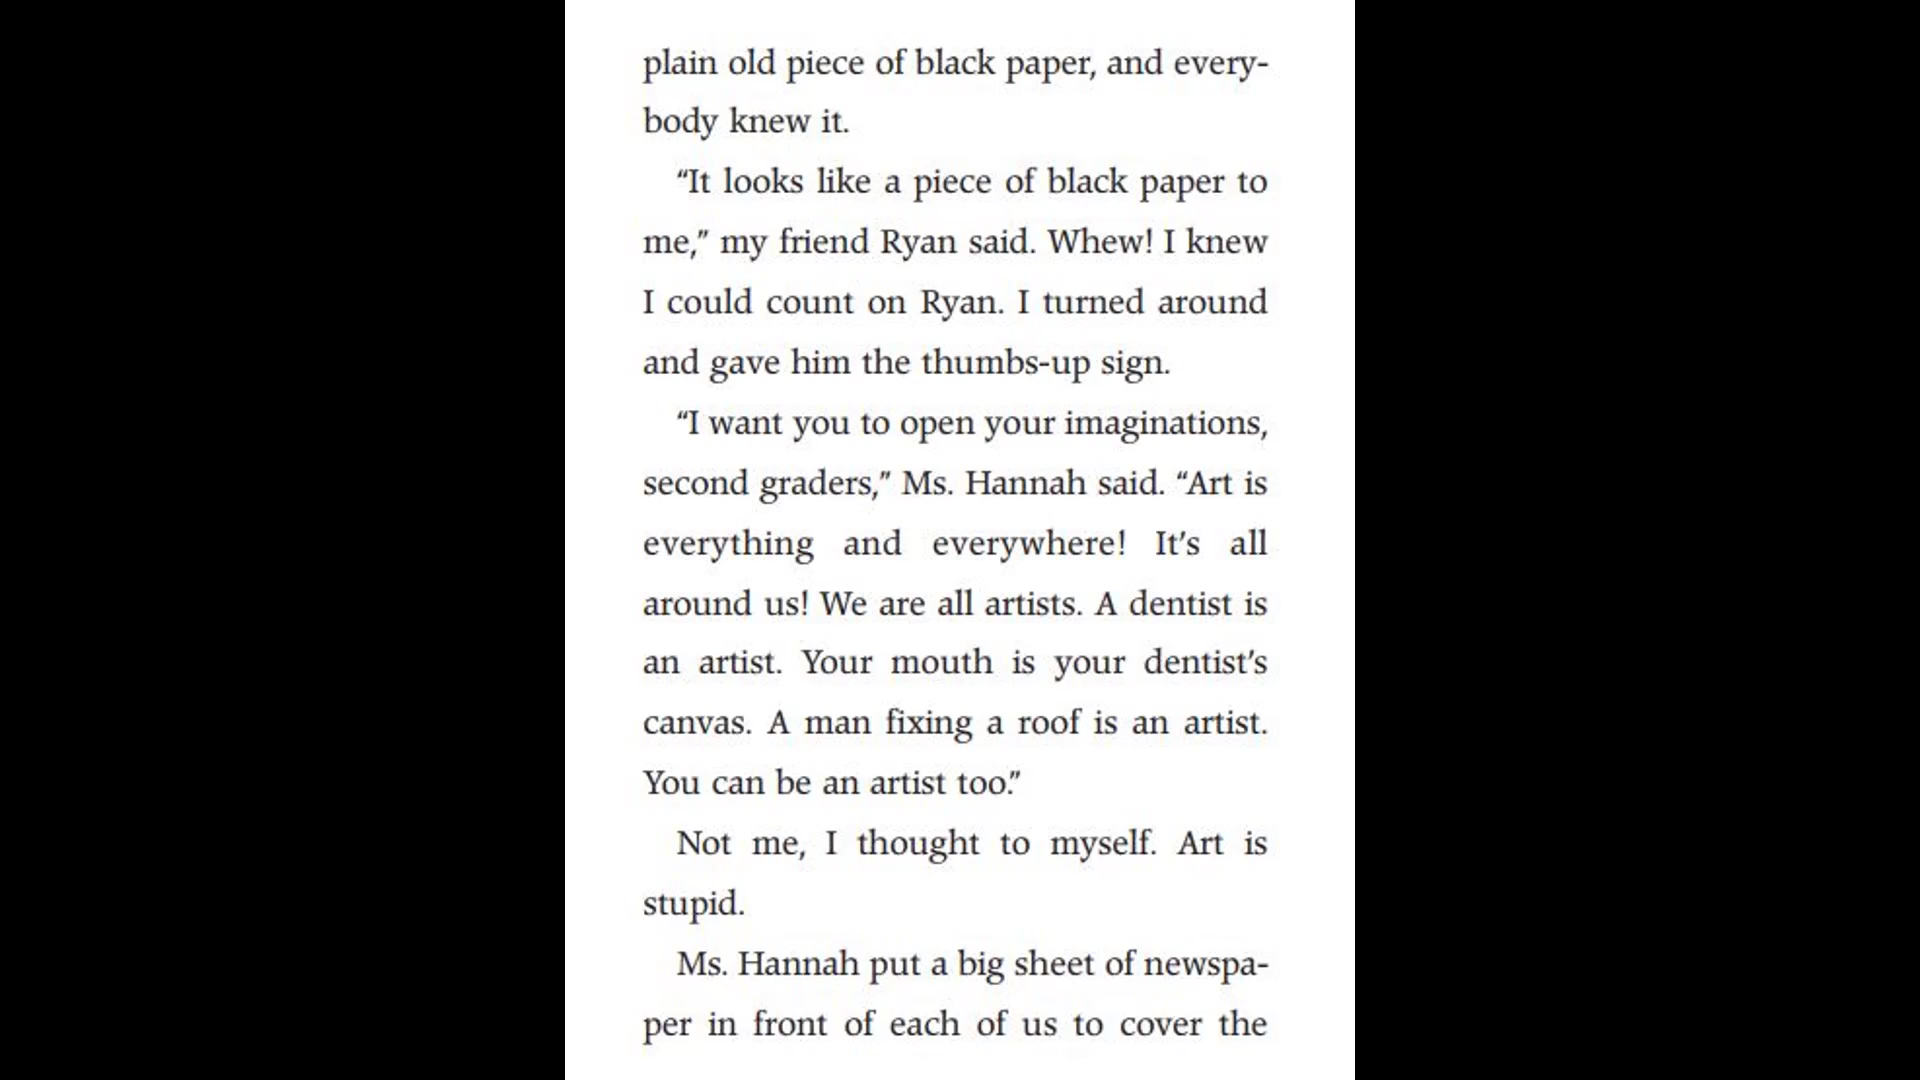 plain old piece of black paper, and every-
body knew it.
“It looks like a piece of black paper to
me,” my friend Ryan said. Whew! I knew
I could count on Ryan. I turned around
and gave him the thumbs-up sign.
“I want you to open your imaginations,
second graders,” Ms. Hannah said. “Art is
everything and everywhere! It’s all
around us! We are all artists. A dentist is
an artist. Your mouth is your dentist’s
canvas. A man fixing a roof is an artist.
You can be an artist too.”
Not me, I thought to myself. Art is
stupid.
Ms. Hannah put a big sheet of newspa-
per in front of each of us to cover the